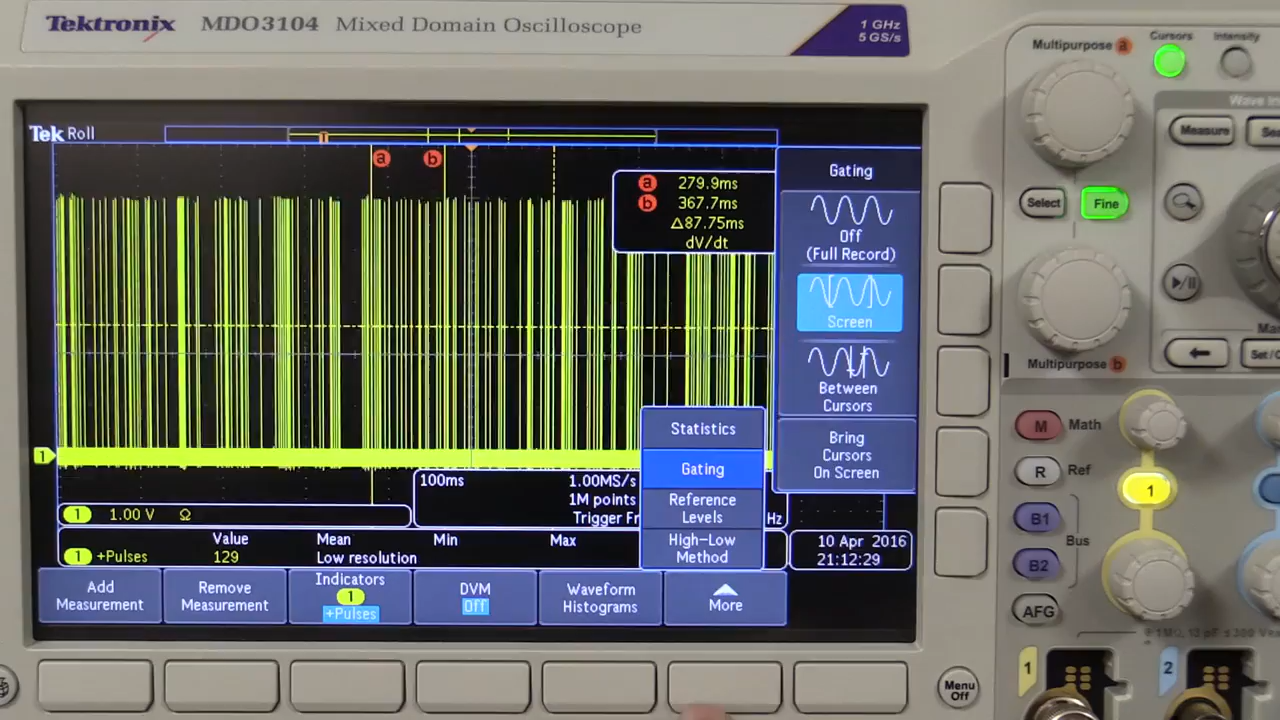 Tektronix MDO3104 Mixed Domain Oscilloscope
1 GHz
5 GS/s
Multipurpose a
Cursors
Intensity
Measure
Select
Fine
Multipurpose b
M Math
R Ref
B1
Bus
B2
AFG
1
1
2
Menu
Off
Tek Roll
a
b
a 279.9ms
b 367.7ms
Δ87.75ms
dV/dt
Gating
Off
(Full Record)
Screen
Between
Cursors
Bring
Cursors
On Screen
Statistics
Gating
Reference
Levels
High-Low
Method
1
1 1.00 V Ω
100ms
1.00MS/s
1M points
Trigger Fr
Hz
Value Mean Min Max
1 +Pulses 129 Low resolution
10 Apr 2016
21:12:29
Add
Measurement
Remove
Measurement
Indicators
1
+Pulses
DVM
Off
Waveform
Histograms
More